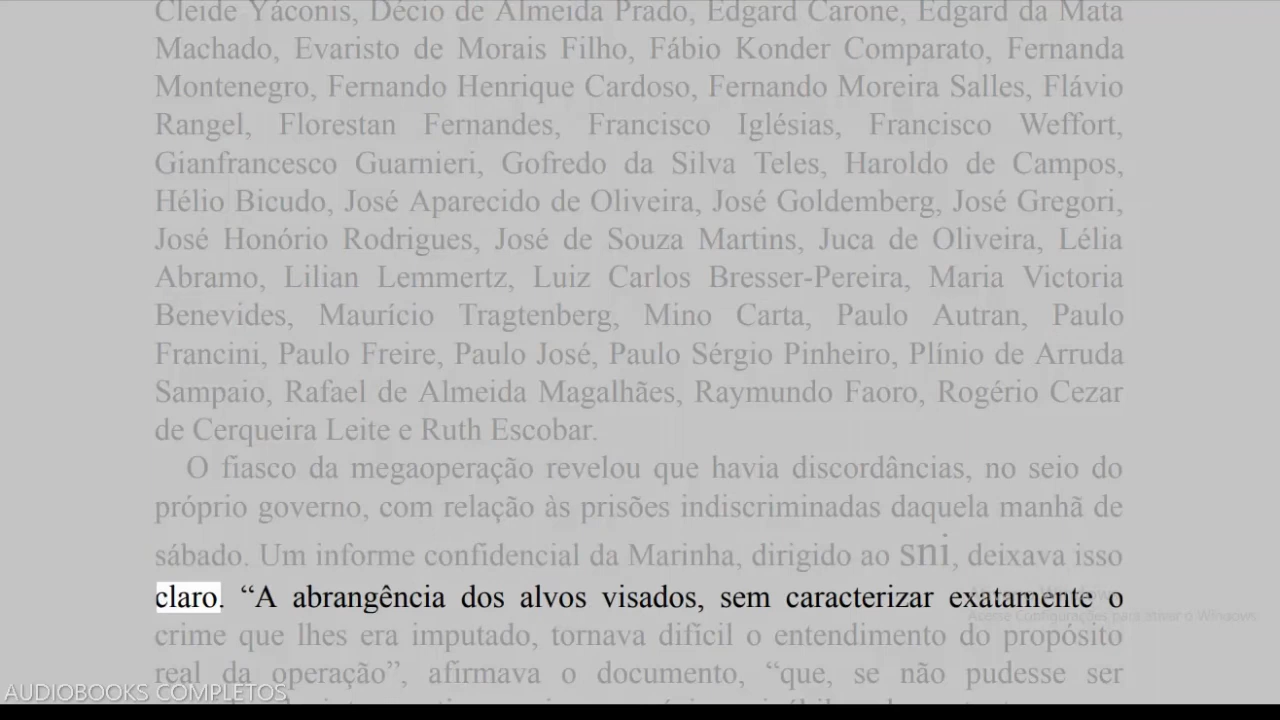 Cleide Yáconis, Décio de Almeida Prado, Edgard Carone, Edgard da Mata
Machado, Evaristo de Morais Filho, Fábio Konder Comparato, Fernanda
Montenegro, Fernando Henrique Cardoso, Fernando Moreira Salles, Flávio
Rangel, Florestan Fernandes, Francisco Iglésias, Francisco Weffort,
Gianfrancesco Guarnieri, Gofredo da Silva Teles, Haroldo de Campos,
Hélio Bicudo, José Aparecido de Oliveira, José Goldemberg, José Gregori,
José Honório Rodrigues, José de Souza Martins, Juca de Oliveira, Lélia
Abramo, Lilian Lemmertz, Luiz Carlos Bresser-Pereira, Maria Victoria
Benevides, Maurício Tragtenberg, Mino Carta, Paulo Autran, Paulo
Francini, Paulo Freire, Paulo José, Paulo Sérgio Pinheiro, Plínio de Arruda
Sampaio, Rafael de Almeida Magalhães, Raymundo Faoro, Rogério Cezar
de Cerqueira Leite e Ruth Escobar.
O fiasco da megaoperação revelou que havia discordâncias, no seio do
próprio governo, com relação às prisões indiscriminadas daquela manhã de
sábado. Um informe confidencial da Marinha, dirigido ao sni, deixava isso
claro. “A abrangência dos alvos visados, sem caracterizar exatamente o
Acesse Configurações para ativar o Windows.
crime que lhes era imputado, tornava difícil o entendimento do propósito
real da operação”, afirmava o documento, “que, se não pudesse ser
AUDIOBOOKS COMPLETOS